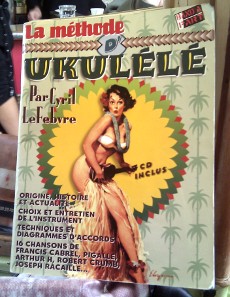 La méthode
D'
UKULÉLÉ
Par Cyril
Lefebvre
CD
INCLUS
ORIGINE, HISTOIRE
ET ACTUALITÉ
CHOIX ET ENTRETIEN
DE L'INSTRUMENT
TECHNIQUES ET
DIAGRAMMES D'ACCORDS
16 CHANSONS DE
FRANCIS CABREL, PIGALLE,
ARTHUR H, ROBERT CRUMB,
JOSEPH RACAILLE...